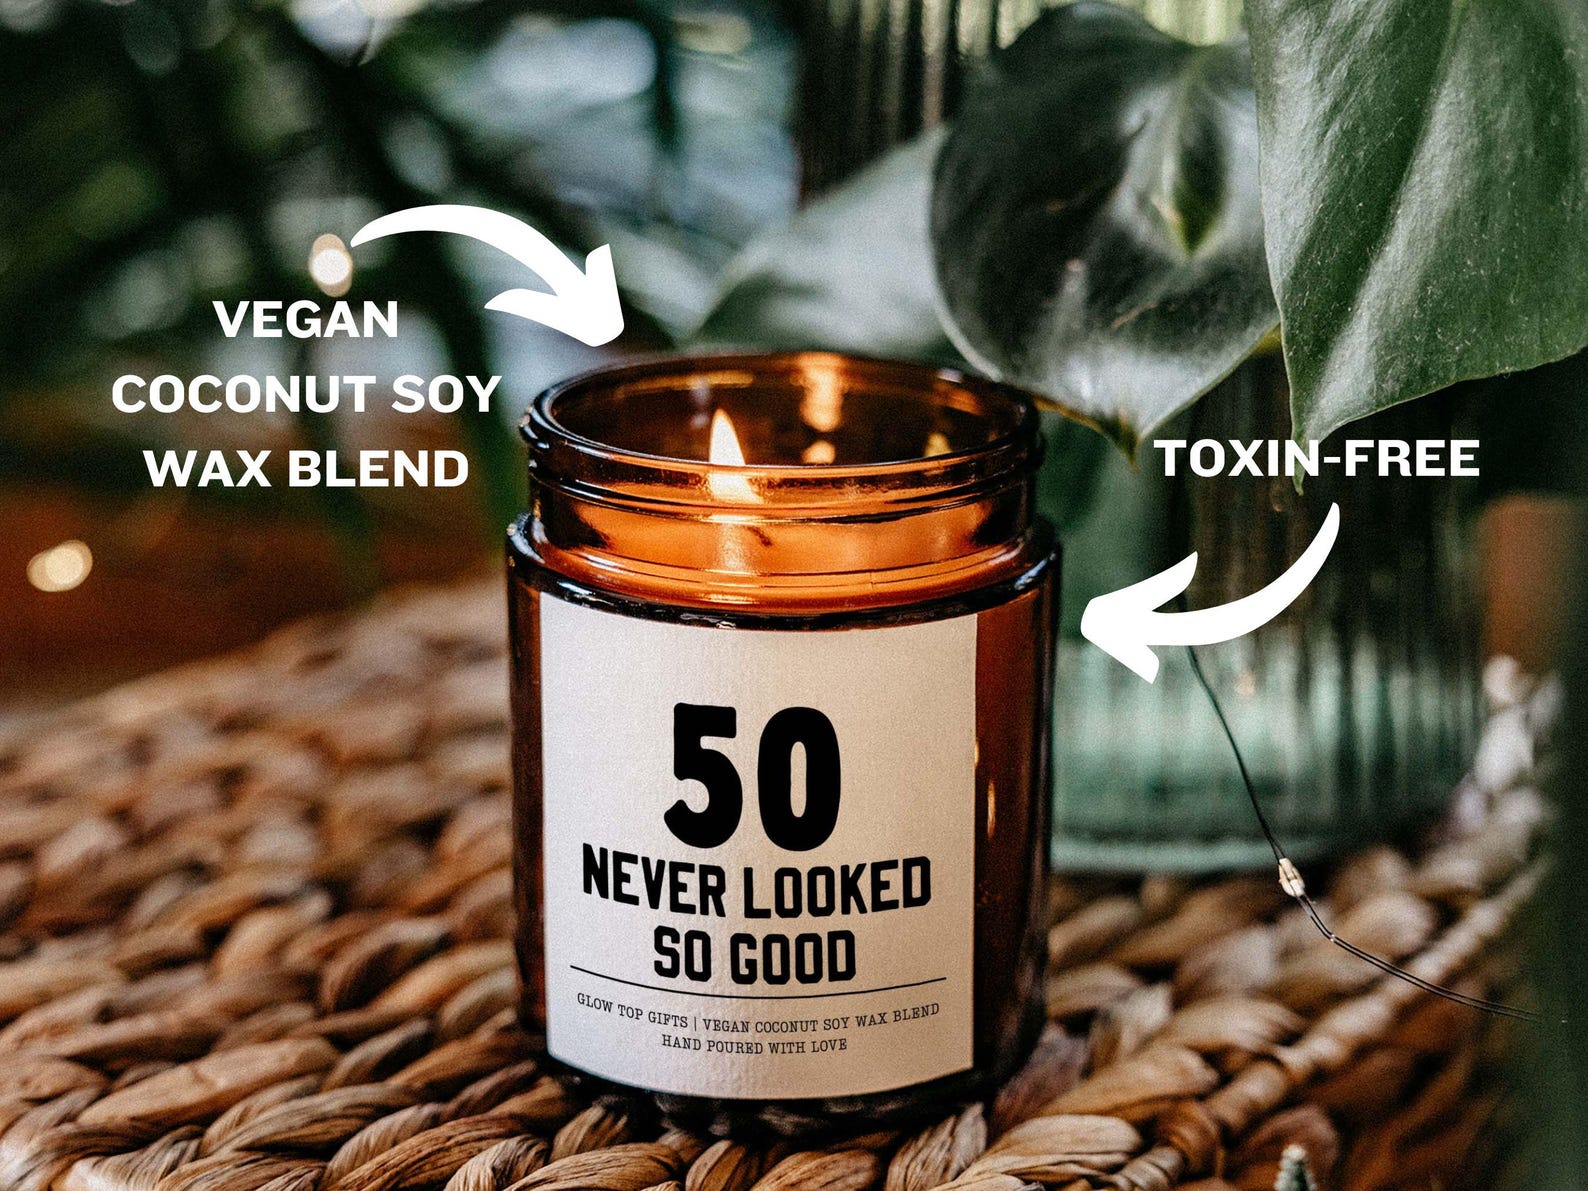 VEGAN
COCONUT SOY
WAX BLEND
TOXIN-FREE
50
NEVER LOOKED
SO GOOD
GLOW TOP GIFTS | VEGAN COCONUT SOY WAX BLEND
HAND POURED WITH LOVE